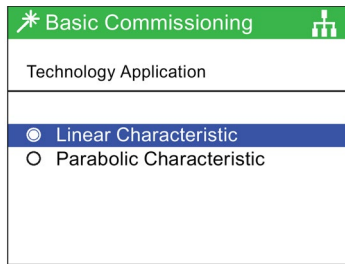 Basic Commissioning
Technology Application
Linear Characteristic
Parabolic Characteristic